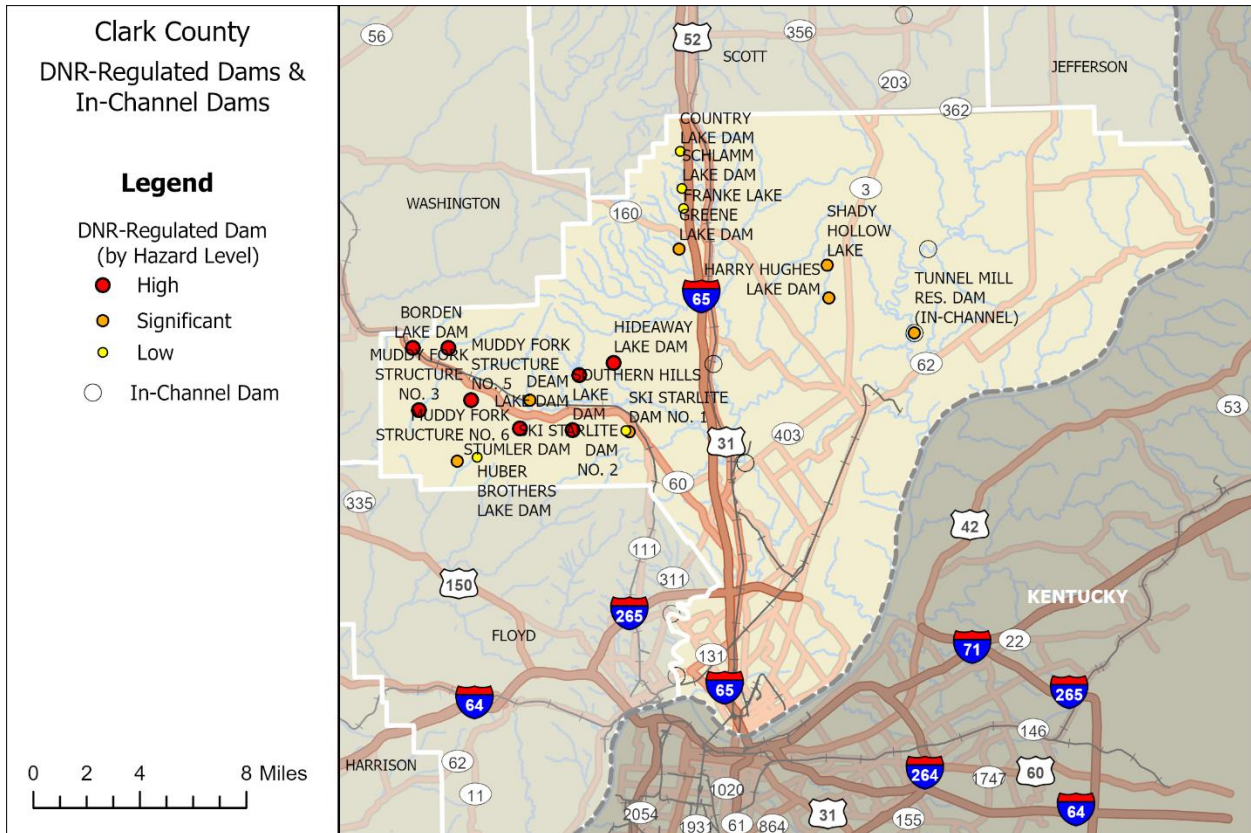 Clark County
DNR-Regulated Dams &
In-Channel Dams
Legend
DNR-Regulated Dam
(by Hazard Level)
High
Significant
Low
In-Channel Dam
0 2 4 8 Miles
56
52
SCOTT
356
JEFFERSON
203
362
COUNTRY
LAKE DAM
SCHLAMM
LAKE DAM
FRANKE LAKE
GREENE
LAKE DAM
WASHINGTON
160
3
SHADY
HOLLOW
LAKE
HARRY HUGHES
LAKE DAM
65
TUNNEL MILL
RES. DAM
(IN-CHANNEL)
BORDEN
LAKE DAM
MUDDY FORK
STRUCTURE
NO. 3
MUDDY FORK
STRUCTURE
NO. 5
DEAM
LAKE DAM
HIDEAWAY
LAKE DAM
SOUTHERN HILLS
LAKE
DAM
SKI STARLITE
DAM NO. 1
62
53
MUDDY FORK
STRUCTURE NO. 6
STUMLER DAM
SKI STARLITE
DAM
NO. 2
HUBER
BROTHERS
LAKE DAM
31
403
60
335
42
111
311
150
265
KENTUCKY
FLOYD
22
71
131
65
265
64
146
HARRISON
62
11
264
1747
60
1020
2054
1931
61
864
31
155
64